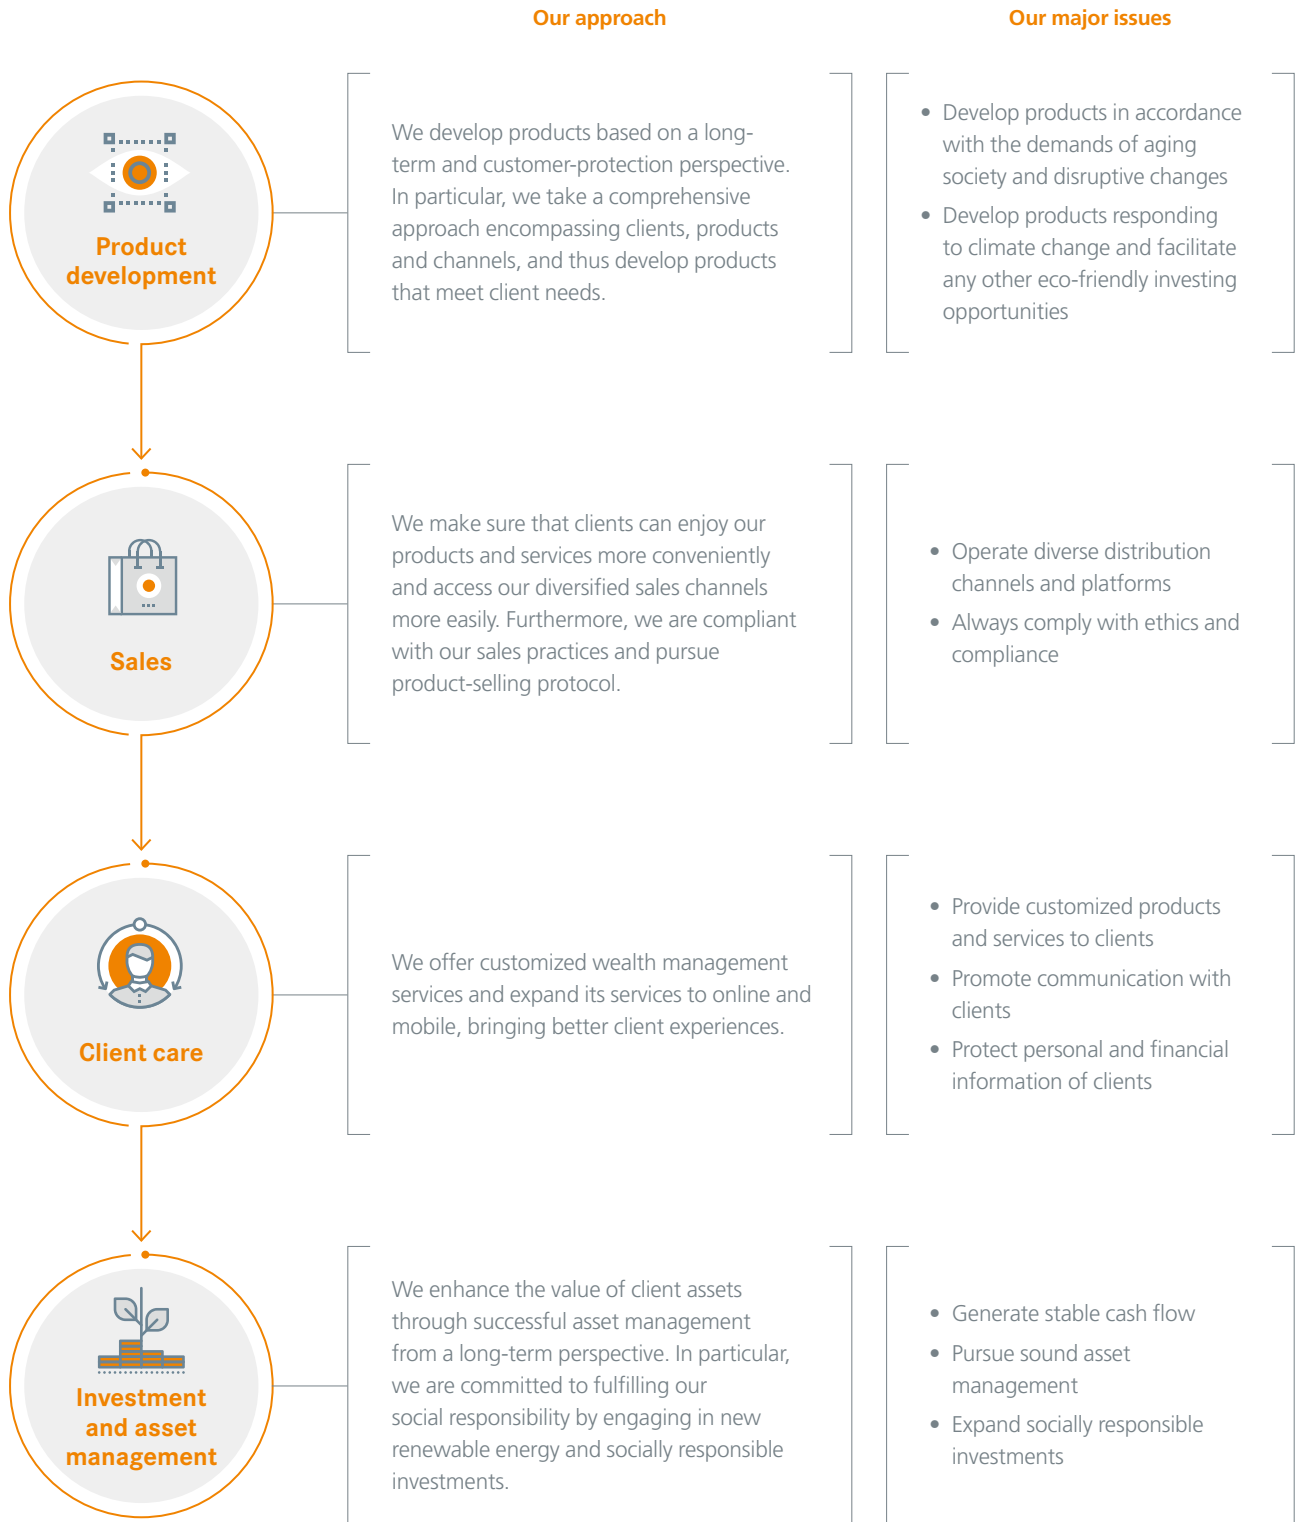 Our approach
Our major issues
Product
development
We develop products based on a long-
term and customer-protection perspective.
In particular, we take a comprehensive
approach encompassing clients, products
and channels, and thus develop products
that meet client needs.
• Develop products in accordance
with the demands of aging
society and disruptive changes
• Develop products responding
to climate change and facilitate
any other eco-friendly investing
opportunities
Sales
We make sure that clients can enjoy our
products and services more conveniently
and access our diversified sales channels
more easily. Furthermore, we are compliant
with our sales practices and pursue
product-selling protocol.
• Operate diverse distribution
channels and platforms
• Always comply with ethics and
compliance
Client care
We offer customized wealth management
services and expand its services to online and
mobile, bringing better client experiences.
• Provide customized products
and services to clients
• Promote communication with
clients
• Protect personal and financial
information of clients
Investment
and asset
management
We enhance the value of client assets
through successful asset management
from a long-term perspective. In particular,
we are committed to fulfilling our
social responsibility by engaging in new
renewable energy and socially responsible
investments.
• Generate stable cash flow
• Pursue sound asset
management
• Expand socially responsible
investments